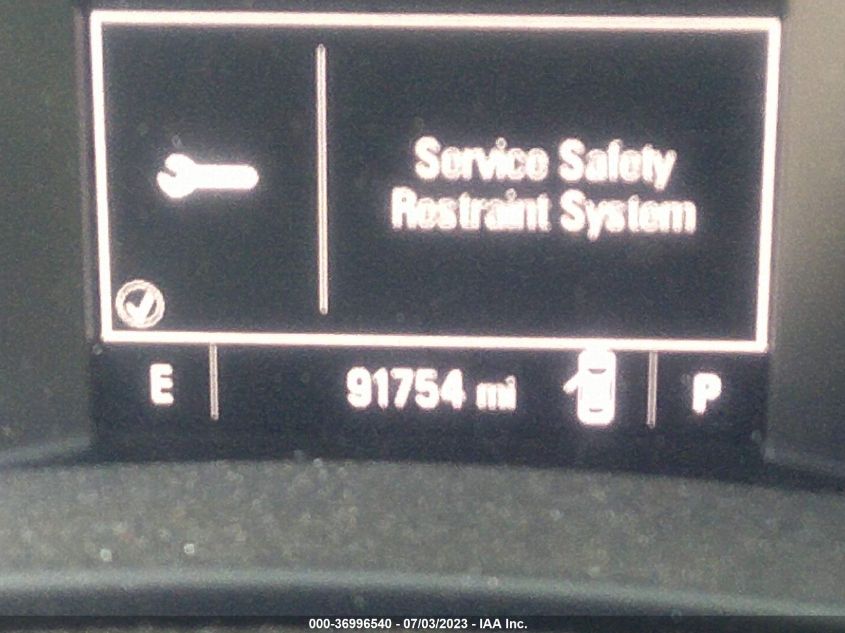 Service Safety
Restraint System
E 91754 mi P
000-36996540 - 07/03/2023 - IAA Inc.